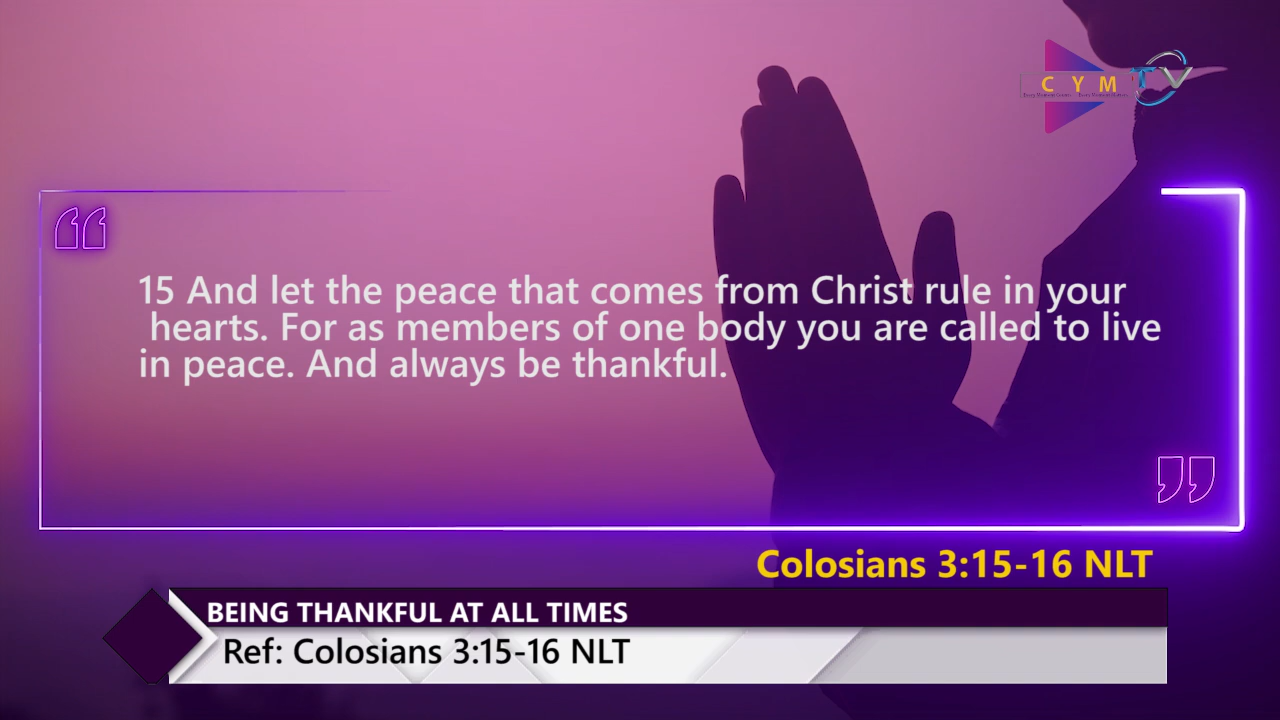 C Y M TV
15 And let the peace that comes from Christ rule in your
hearts. For as members of one body you are called to live
in peace. And always be thankful.
Colosians 3:15-16 NLT
BEING THANKFUL AT ALL TIMES
Ref: Colosians 3:15-16 NLT